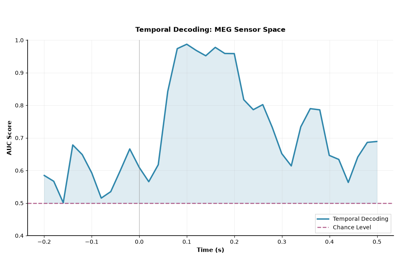 Temporal Decoding: MEG Sensor Space
1.0
0.9
0.8
0.7
0.6
0.5
0.4
AUC Score
−0.2 −0.1 0.0 0.1 0.2 0.3 0.4 0.5
Time (s)
Temporal Decoding
Chance Level